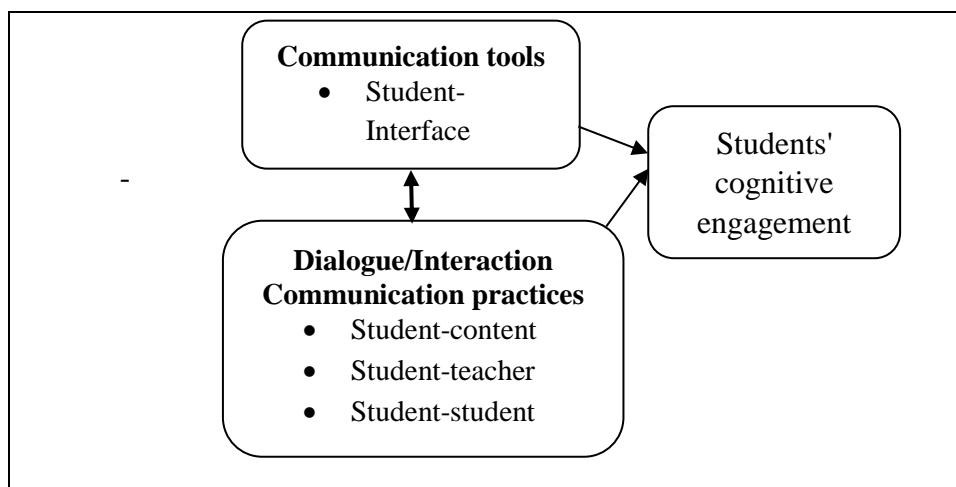 Communication tools
• Student-
Interface
Students'
cognitive
engagement
-
Dialogue/Interaction
Communication practices
• Student-content
• Student-teacher
• Student-student